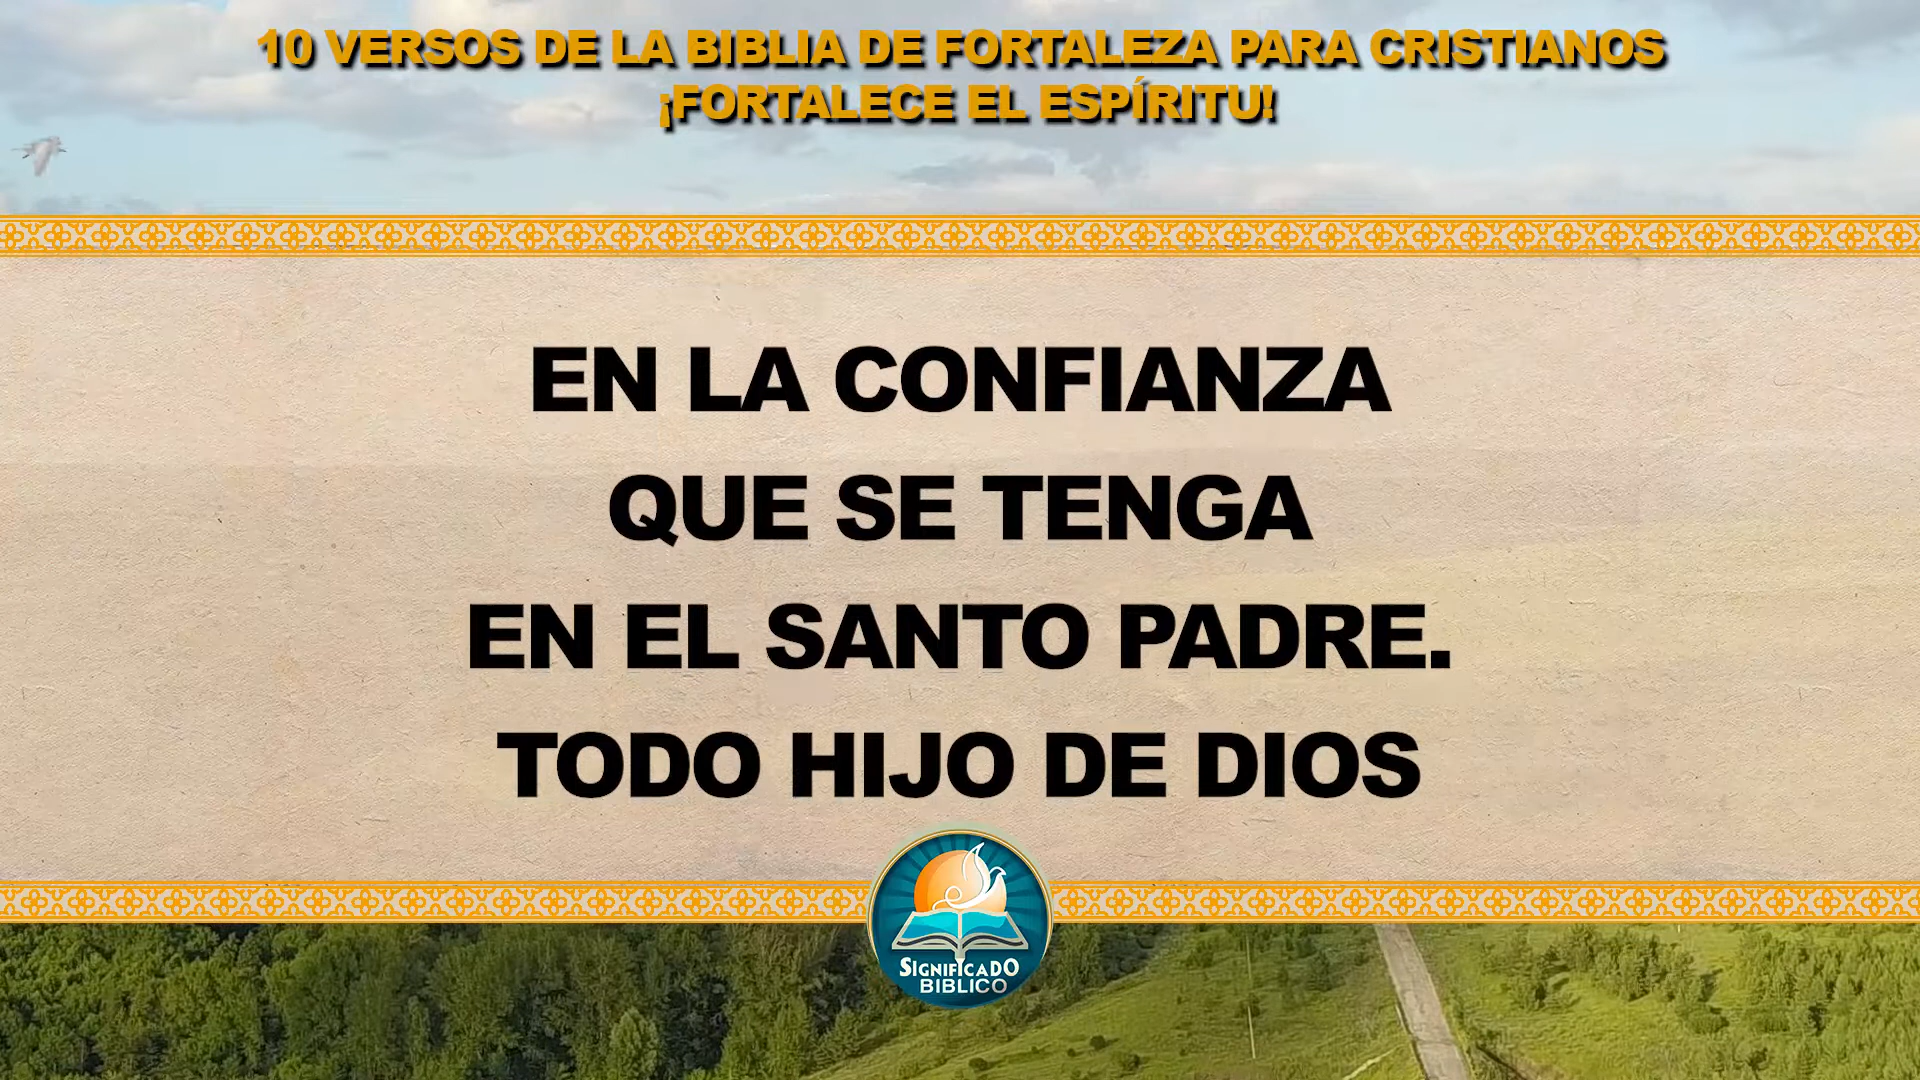 10 VERSOS DE LA BIBLIA DE FORTALEZA PARA CRISTIANOS
¡FORTALECE EL ESPÍRITU!
EN LA CONFIANZA
QUE SE TENGA
EN EL SANTO PADRE.
TODO HIJO DE DIOS
SIGNIFICADO
BIBLICO